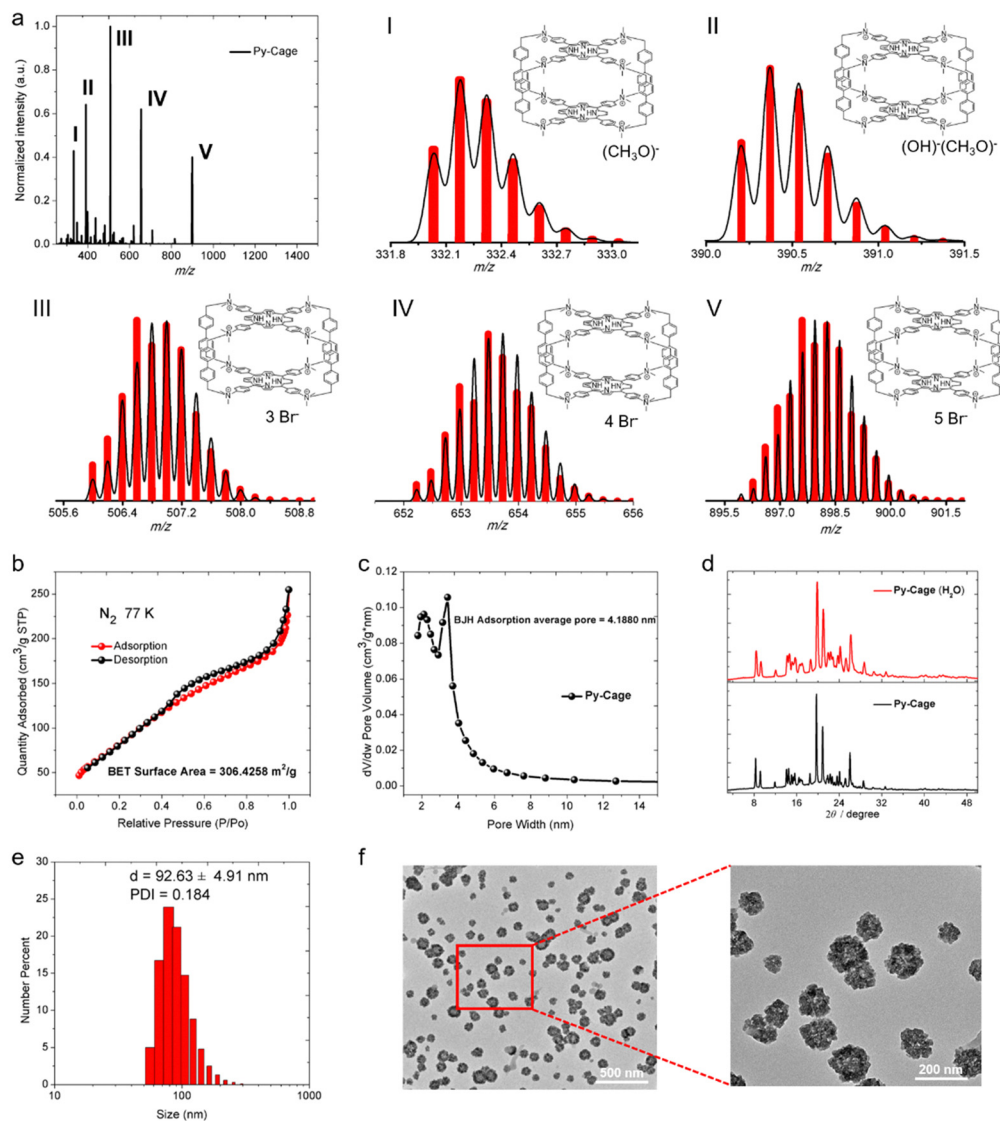 a
Normalized intensity (a.u.)
1.0
0.8
0.6
0.4
0.2
0.0
Py-Cage
I
II
III
IV
V
400 600 800 1000 1200 1400
m/z
I
(CH₃O)⁻
331.8 332.1 332.4 332.7 333.0
m/z
II
(OH)⁻(CH₃O)⁻
390.0 390.5 391.0 391.5
m/z
III
3 Br⁻
505.6 506.4 507.2 508.0 508.8
m/z
IV
4 Br⁻
652 653 654 655 656
m/z
V
5 Br⁻
895.5 897.0 898.5 900.0 901.5
m/z
b
Quantity Adsorbed (cm³/g STP)
300
250
200
150
100
50
N₂ 77 K
Adsorption
Desorption
BET Surface Area = 306.4258 m²/g
0.0 0.2 0.4 0.6 0.8 1.0
Relative Pressure (P/Po)
c
dV/dw Pore Volume (cm³/g*nm)
0.12
0.10
0.08
0.06
0.04
0.02
0.00
BJH Adsorption average pore = 4.1880 nm
Py-Cage
2 4 6 8 10 12 14
Pore Width (nm)
d
Py-Cage (H₂O)
Py-Cage
8 16 24 32 40 48
2θ / degree
e
Number Percent
30
25
20
15
10
5
0
d = 92.63 ± 4.91 nm
PDI = 0.184
10 100 1000
Size (nm)
f
500 nm
200 nm